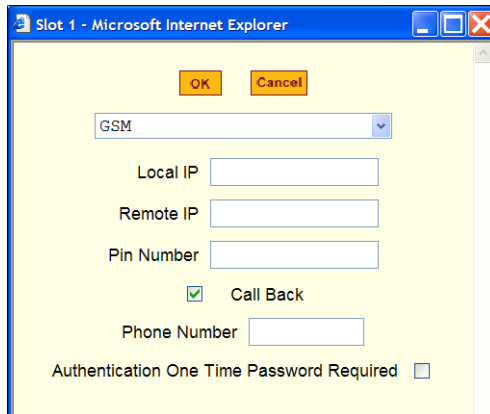 Slot 1 - Microsoft Internet Explorer
OK Cancel
GSM
Local IP
Remote IP
Pin Number
Call Back
Phone Number
Authentication One Time Password Required